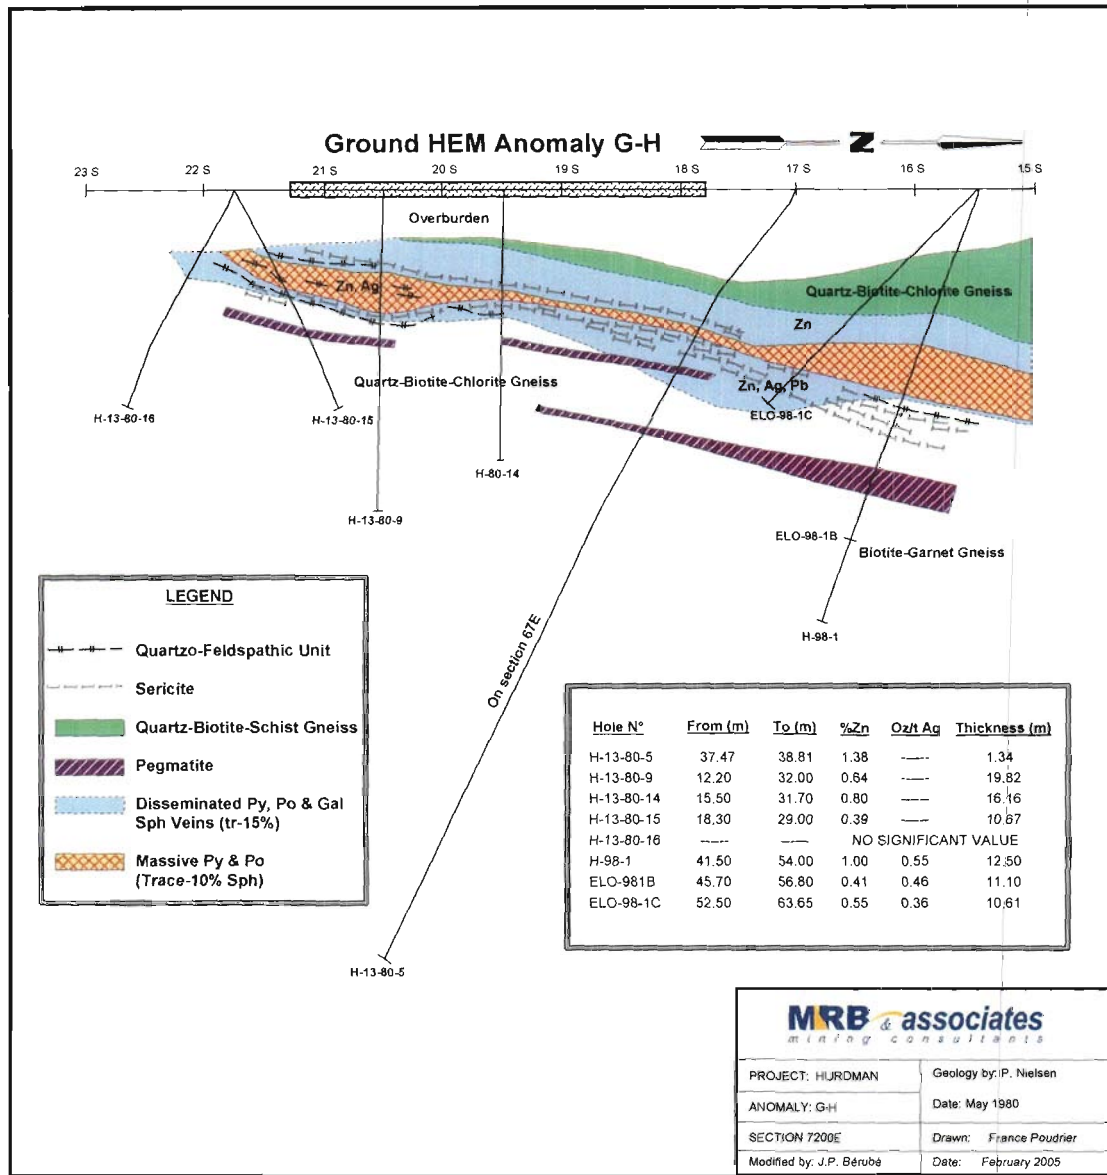 Ground HEM Anomaly G-H
N
23 S 22 S 21 S 20 S 19 S 18 S 17 S 16 S 15 S
Overburden
Quartz-Biotite-Chlorite Gneiss
Zn, Ag
Zn
Quartz-Biotite-Chlorite Gneiss
Zn, Ag, Pb
ELO-98-1C
H-13-80-16
H-13-80-15
H-80-14
H-13-80-9
ELO-98-1B
Biotite-Garnet Gneiss
H-98-1
On section 67E
H-13-80-5
LEGEND
Quartzo-Feldspathic Unit
Sericite
Quartz-Biotite-Schist Gneiss
Pegmatite
Disseminated Py, Po & Gal
Sph Veins (tr-15%)
Massive Py & Po
(Trace-10% Sph)
Hole N° From (m) To (m) %Zn Oz/t Ag Thickness (m)
H-13-80-5 37.47 38.81 1.38 ---- 1.34
H-13-80-9 12.20 32.00 0.64 ---- 19.82
H-13-80-14 15.50 31.70 0.80 ---- 16.16
H-13-80-15 18.30 29.00 0.39 ---- 10.67
H-13-80-16 ---- ---- NO SIGNIFICANT VALUE
H-98-1 41.50 54.00 1.00 0.55 12.50
ELO-981B 45.70 56.80 0.41 0.46 11.10
ELO-98-1C 52.50 63.65 0.55 0.36 10.61
MRB & associates
mining consultants
PROJECT: HURDMAN
Geology by: P. Nielsen
ANOMALY: G-H
Date: May 1980
SECTION 7200E
Drawn: France Poudrier
Modified by: J.P. Bérubé
Date: February 2005